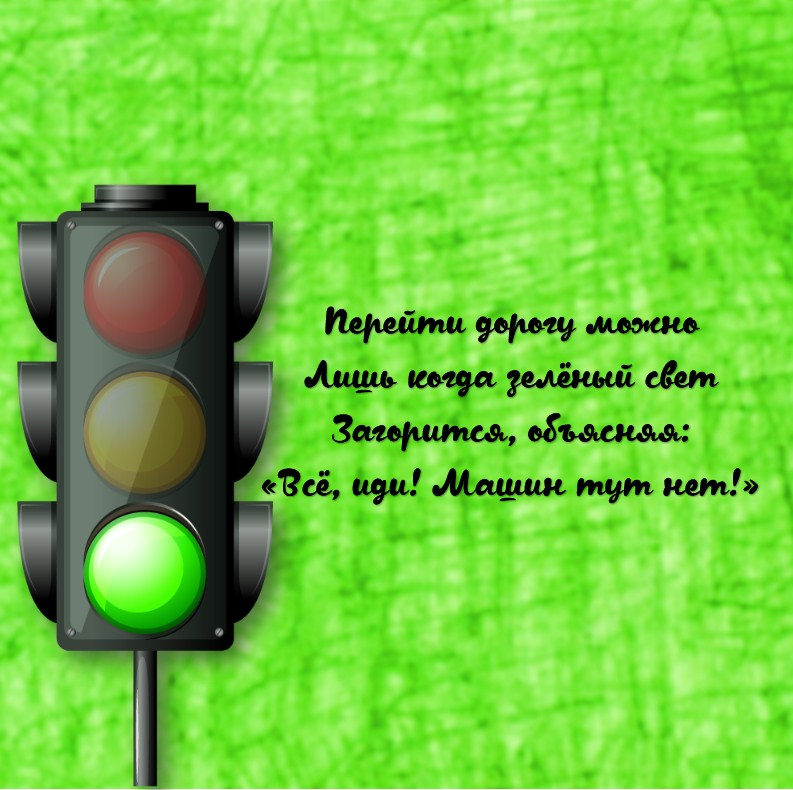 Перейти дорогу можно
Лишь когда зелёный свет
Загорится, объясняя:
«Всё, иди! Машин тут нет!»